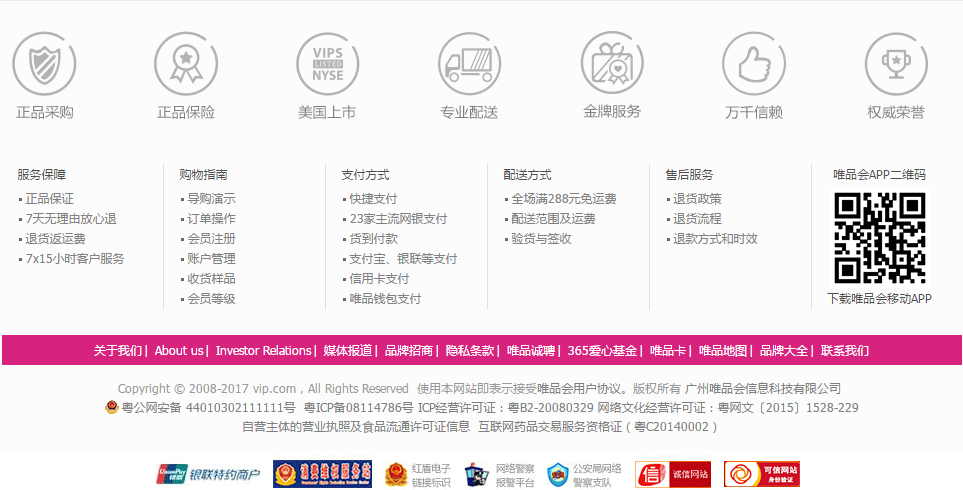 VIPS
LISTED
NYSE
正品采购 正品保险 美国上市 专业配送 金牌服务 万千信赖 权威荣誉
服务保障
正品保证
7天无理由放心退
退货返运费
7x15小时客户服务
购物指南
导购演示
订单操作
会员注册
账户管理
收货样品
会员等级
支付方式
快捷支付
23家主流网银支付
货到付款
支付宝、银联等支付
信用卡支付
唯品钱包支付
配送方式
全场满288元免运费
配送范围及运费
验货与签收
售后服务
退货政策
退货流程
退款方式和时效
唯品会APP二维码
下载唯品会移动APP
关于我们| About us| Investor Relations| 媒体报道| 品牌招商| 隐私条款| 唯品诚聘| 365爱心基金| 唯品卡| 唯品地图| 品牌大全| 联系我们
Copyright © 2008-2017 vip.com，All Rights Reserved 使用本网站即表示接受唯品会用户协议。版权所有 广州唯品会信息科技有限公司
粤公网安备 44010302111111号 粤ICP备08114786号 ICP经营许可证：粤B2-20080329 网络文化经营许可证：粤网文〔2015〕1528-229
自营主体的营业执照及食品流通许可证信息 互联网药品交易服务资格证（粤C20140002）
UnionPay 银联 银联特约商户
消费维权服务站
红盾电子
链接标识
网络警察
报警平台
公安局网络
警察支队
诚信网站
可信网站
身份验证